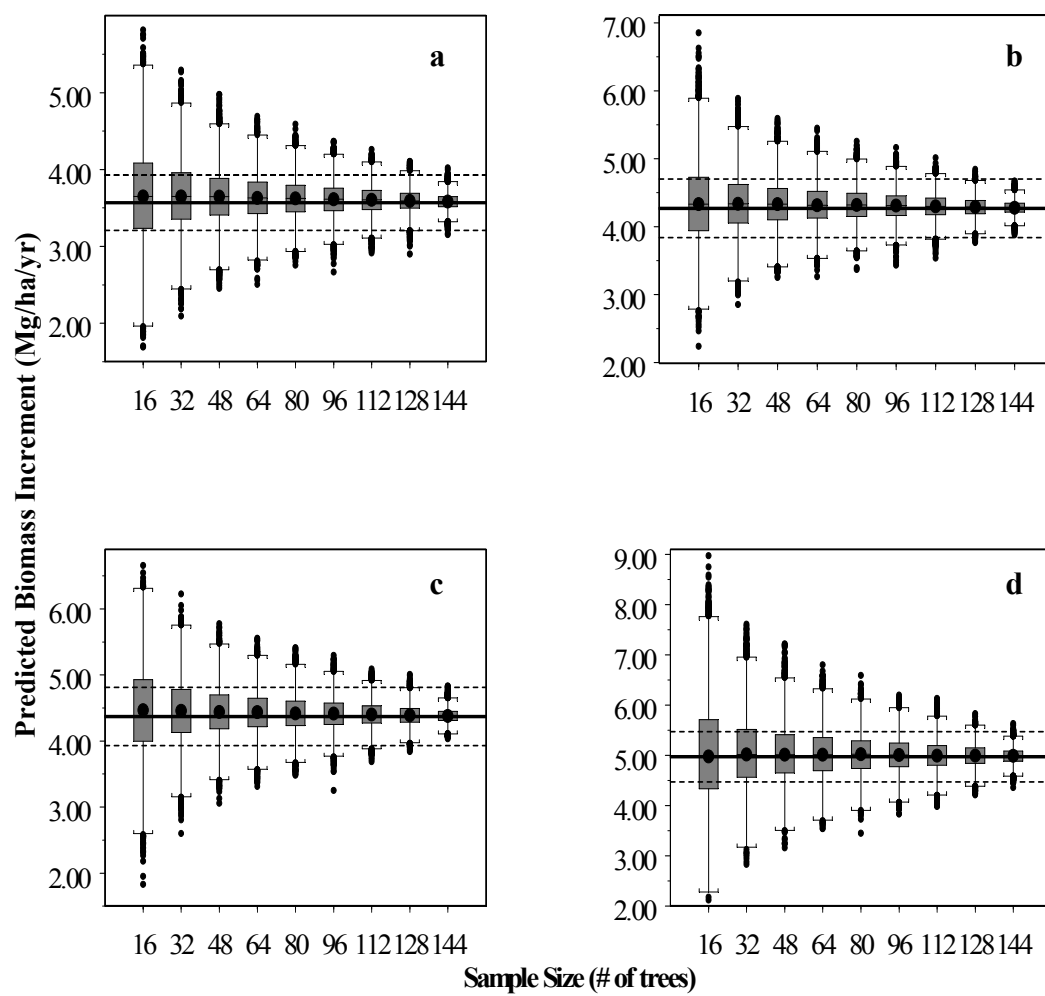 Predicted Biomass Increment (Mg/ha/yr)
a
5.00
4.00
3.00
2.00
16 32 48 64 80 96 112 128 144
b
7.00
6.00
5.00
4.00
3.00
2.00
16 32 48 64 80 96 112 128 144
c
6.00
5.00
4.00
3.00
2.00
16 32 48 64 80 96 112 128 144
d
9.00
8.00
7.00
6.00
5.00
4.00
3.00
2.00
16 32 48 64 80 96 112 128 144
Sample Size (# of trees)